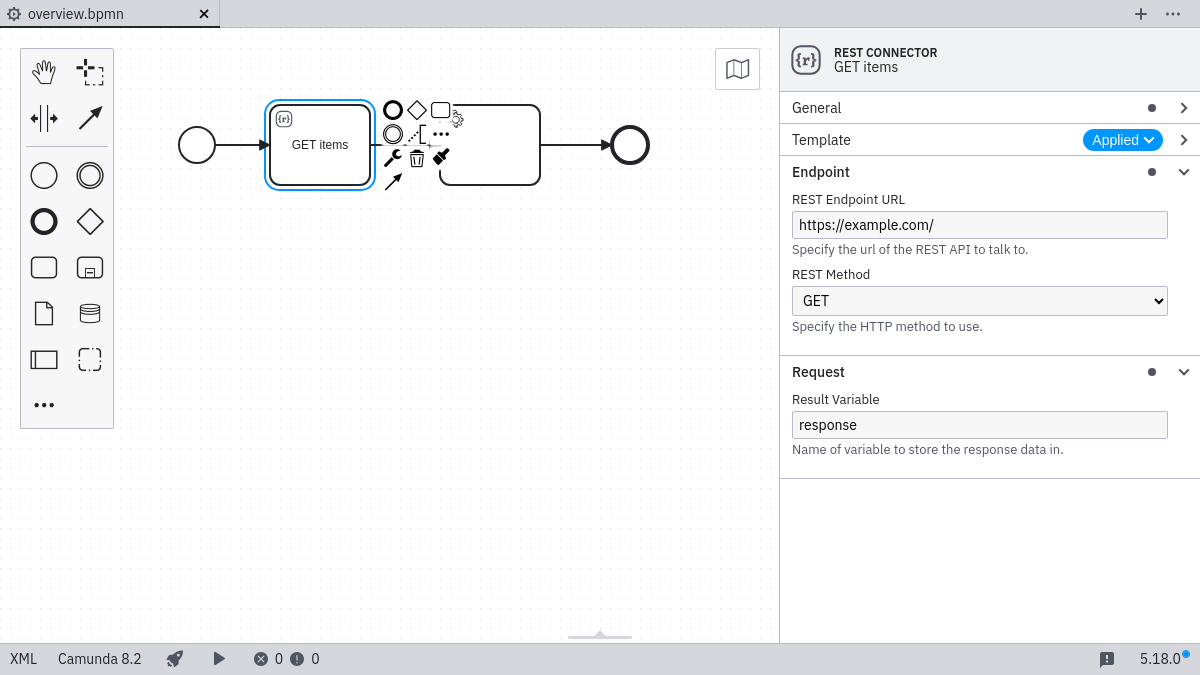 overview.bpmn
{r}
GET items
{r}
REST CONNECTOR
GET items
General
Template
Applied
Endpoint
REST Endpoint URL
https://example.com/
Specify the url of the REST API to talk to.
REST Method
GET
Specify the HTTP method to use.
Request
Result Variable
response
Name of variable to store the response data in.
XML Camunda 8.2 0 0 5.18.0